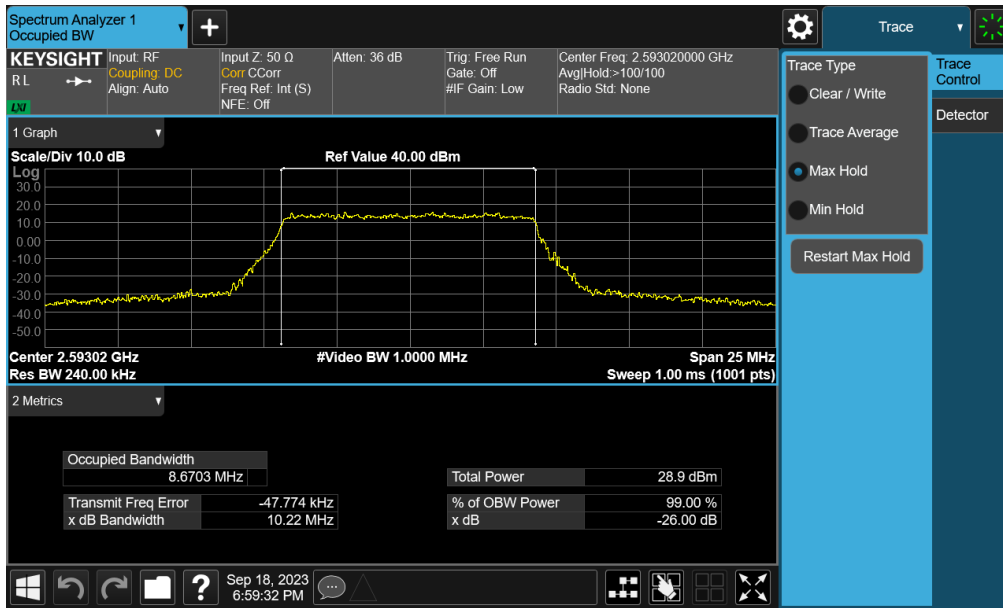 Spectrum Analyzer 1
Occupied BW
+
Trace
KEYSIGHT
R L
LXI
Input: RF
Coupling: DC
Align: Auto
Input Z: 50 Ω
Corr CCorr
Freq Ref: Int (S)
NFE: Off
Atten: 36 dB
Trig: Free Run
Gate: Off
#IF Gain: Low
Center Freq: 2.593020000 GHz
Avg|Hold:>100/100
Radio Std: None
Trace Type
Clear / Write
Trace Average
Max Hold
Min Hold
Restart Max Hold
Trace
Control
Detector
1 Graph
Scale/Div 10.0 dB
Ref Value 40.00 dBm
Log
30.0
20.0
10.0
0.00
-10.0
-20.0
-30.0
-40.0
-50.0
Center 2.59302 GHz
#Video BW 1.0000 MHz
Span 25 MHz
Res BW 240.00 kHz
Sweep 1.00 ms (1001 pts)
2 Metrics
Occupied Bandwidth
8.6703 MHz
Total Power 28.9 dBm
Transmit Freq Error -47.774 kHz
% of OBW Power 99.00 %
x dB Bandwidth 10.22 MHz
x dB -26.00 dB
?
Sep 18, 2023
6:59:32 PM